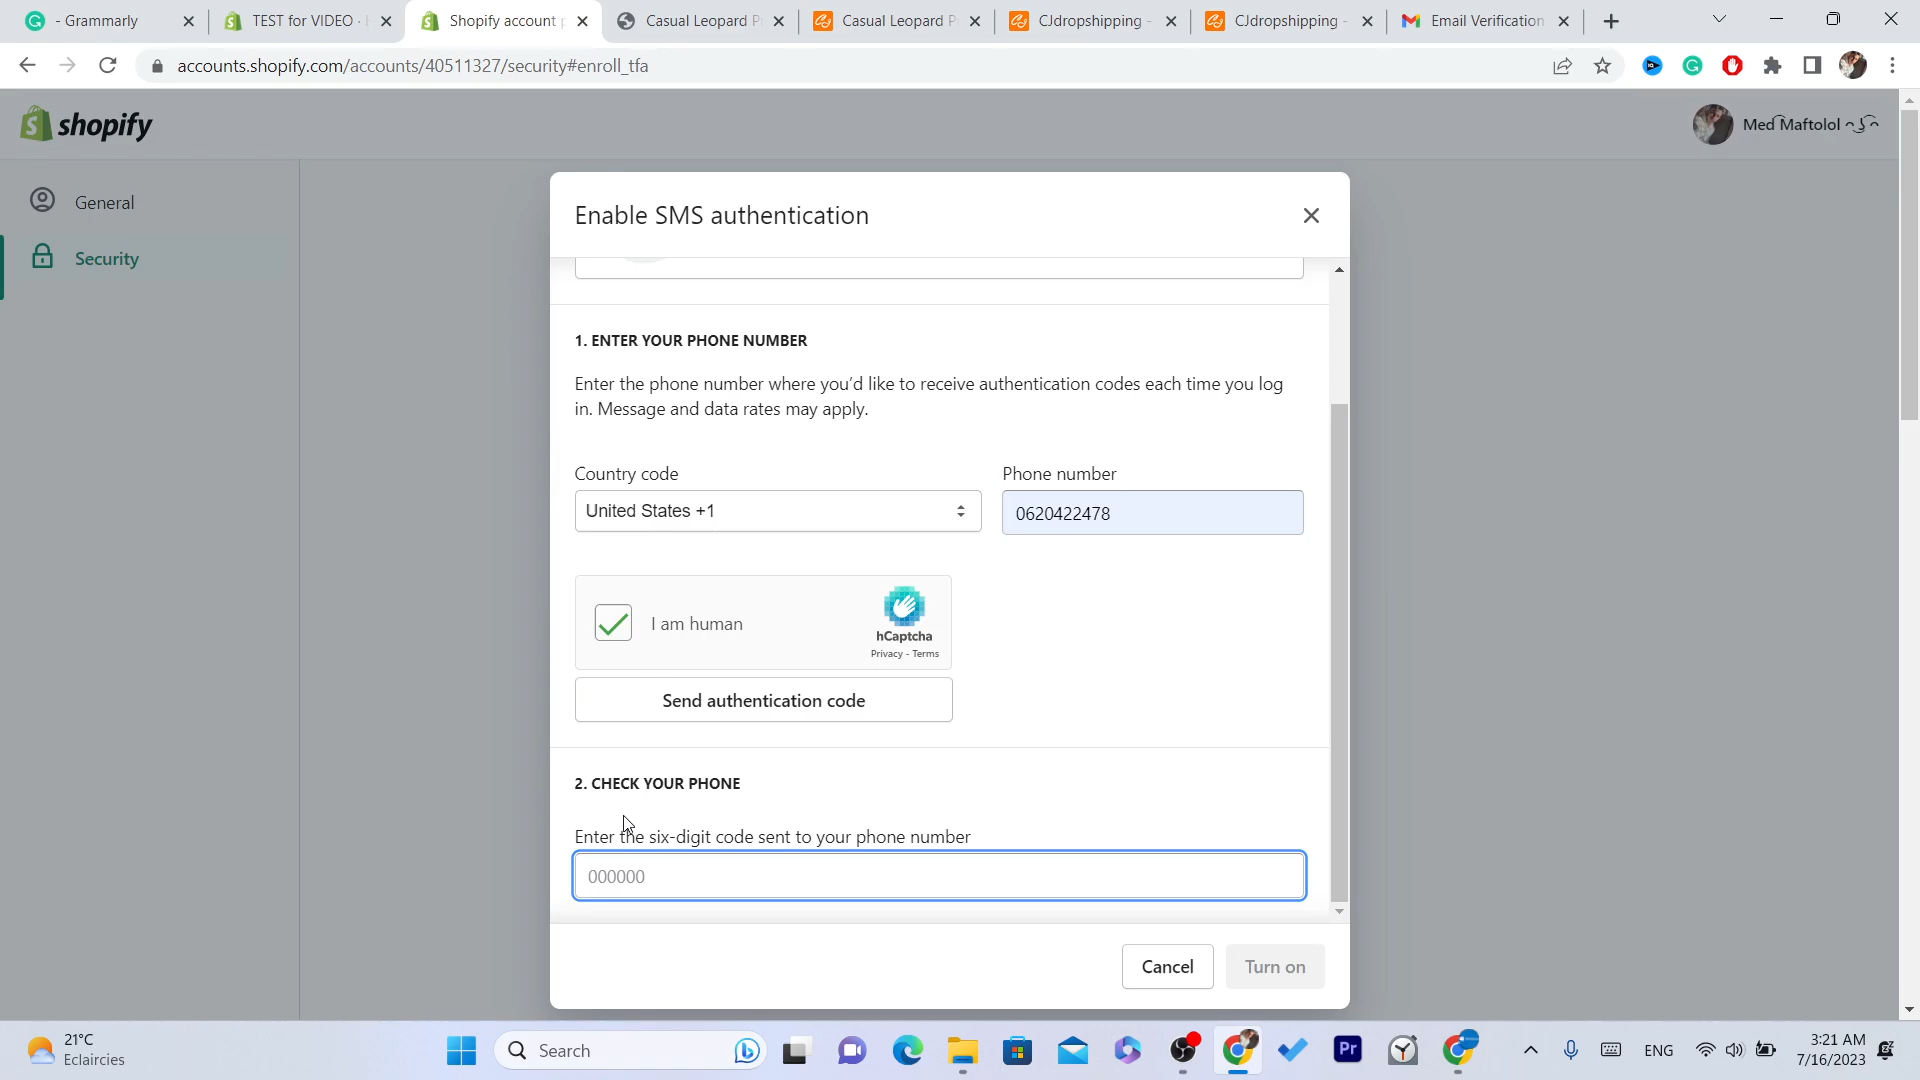 - Grammarly
TEST for VIDEO ·
Shopify account
Casual Leopard P
Casual Leopard P
CJdropshipping -
CJdropshipping -
Email Verification
accounts.shopify.com/accounts/40511327/security#enroll_tfa
shopify
Med Maftolol
General
Security
Enable SMS authentication
1. ENTER YOUR PHONE NUMBER
Enter the phone number where you'd like to receive authentication codes each time you log
in. Message and data rates may apply.
Country code
Phone number
United States +1
0620422478
I am human
hCaptcha
Privacy - Terms
Send authentication code
2. CHECK YOUR PHONE
Enter the six-digit code sent to your phone number
000000
Cancel
Turn on
21°C
Eclaircies
Search
Pr
ENG
3:21 AM
7/16/2023